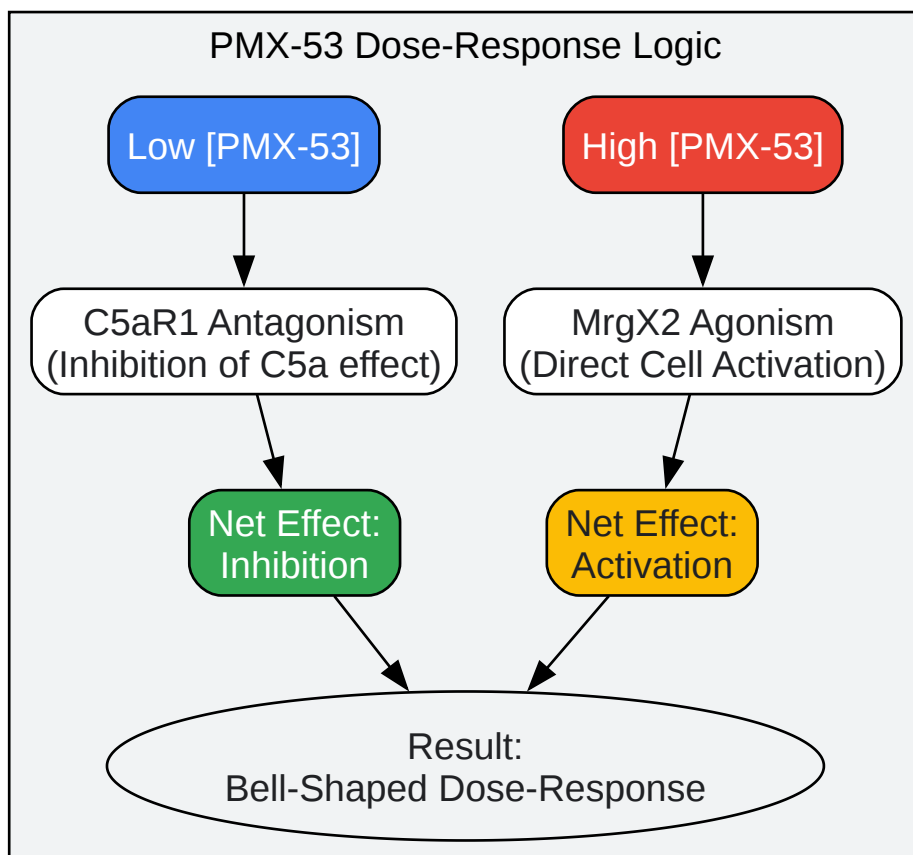 PMX-53 Dose-Response Logic
Low [PMX-53]
High [PMX-53]
C5aR1 Antagonism
(Inhibition of C5a effect)
MrgX2 Agonism
(Direct Cell Activation)
Net Effect:
Inhibition
Net Effect:
Activation
Result:
Bell-Shaped Dose-Response